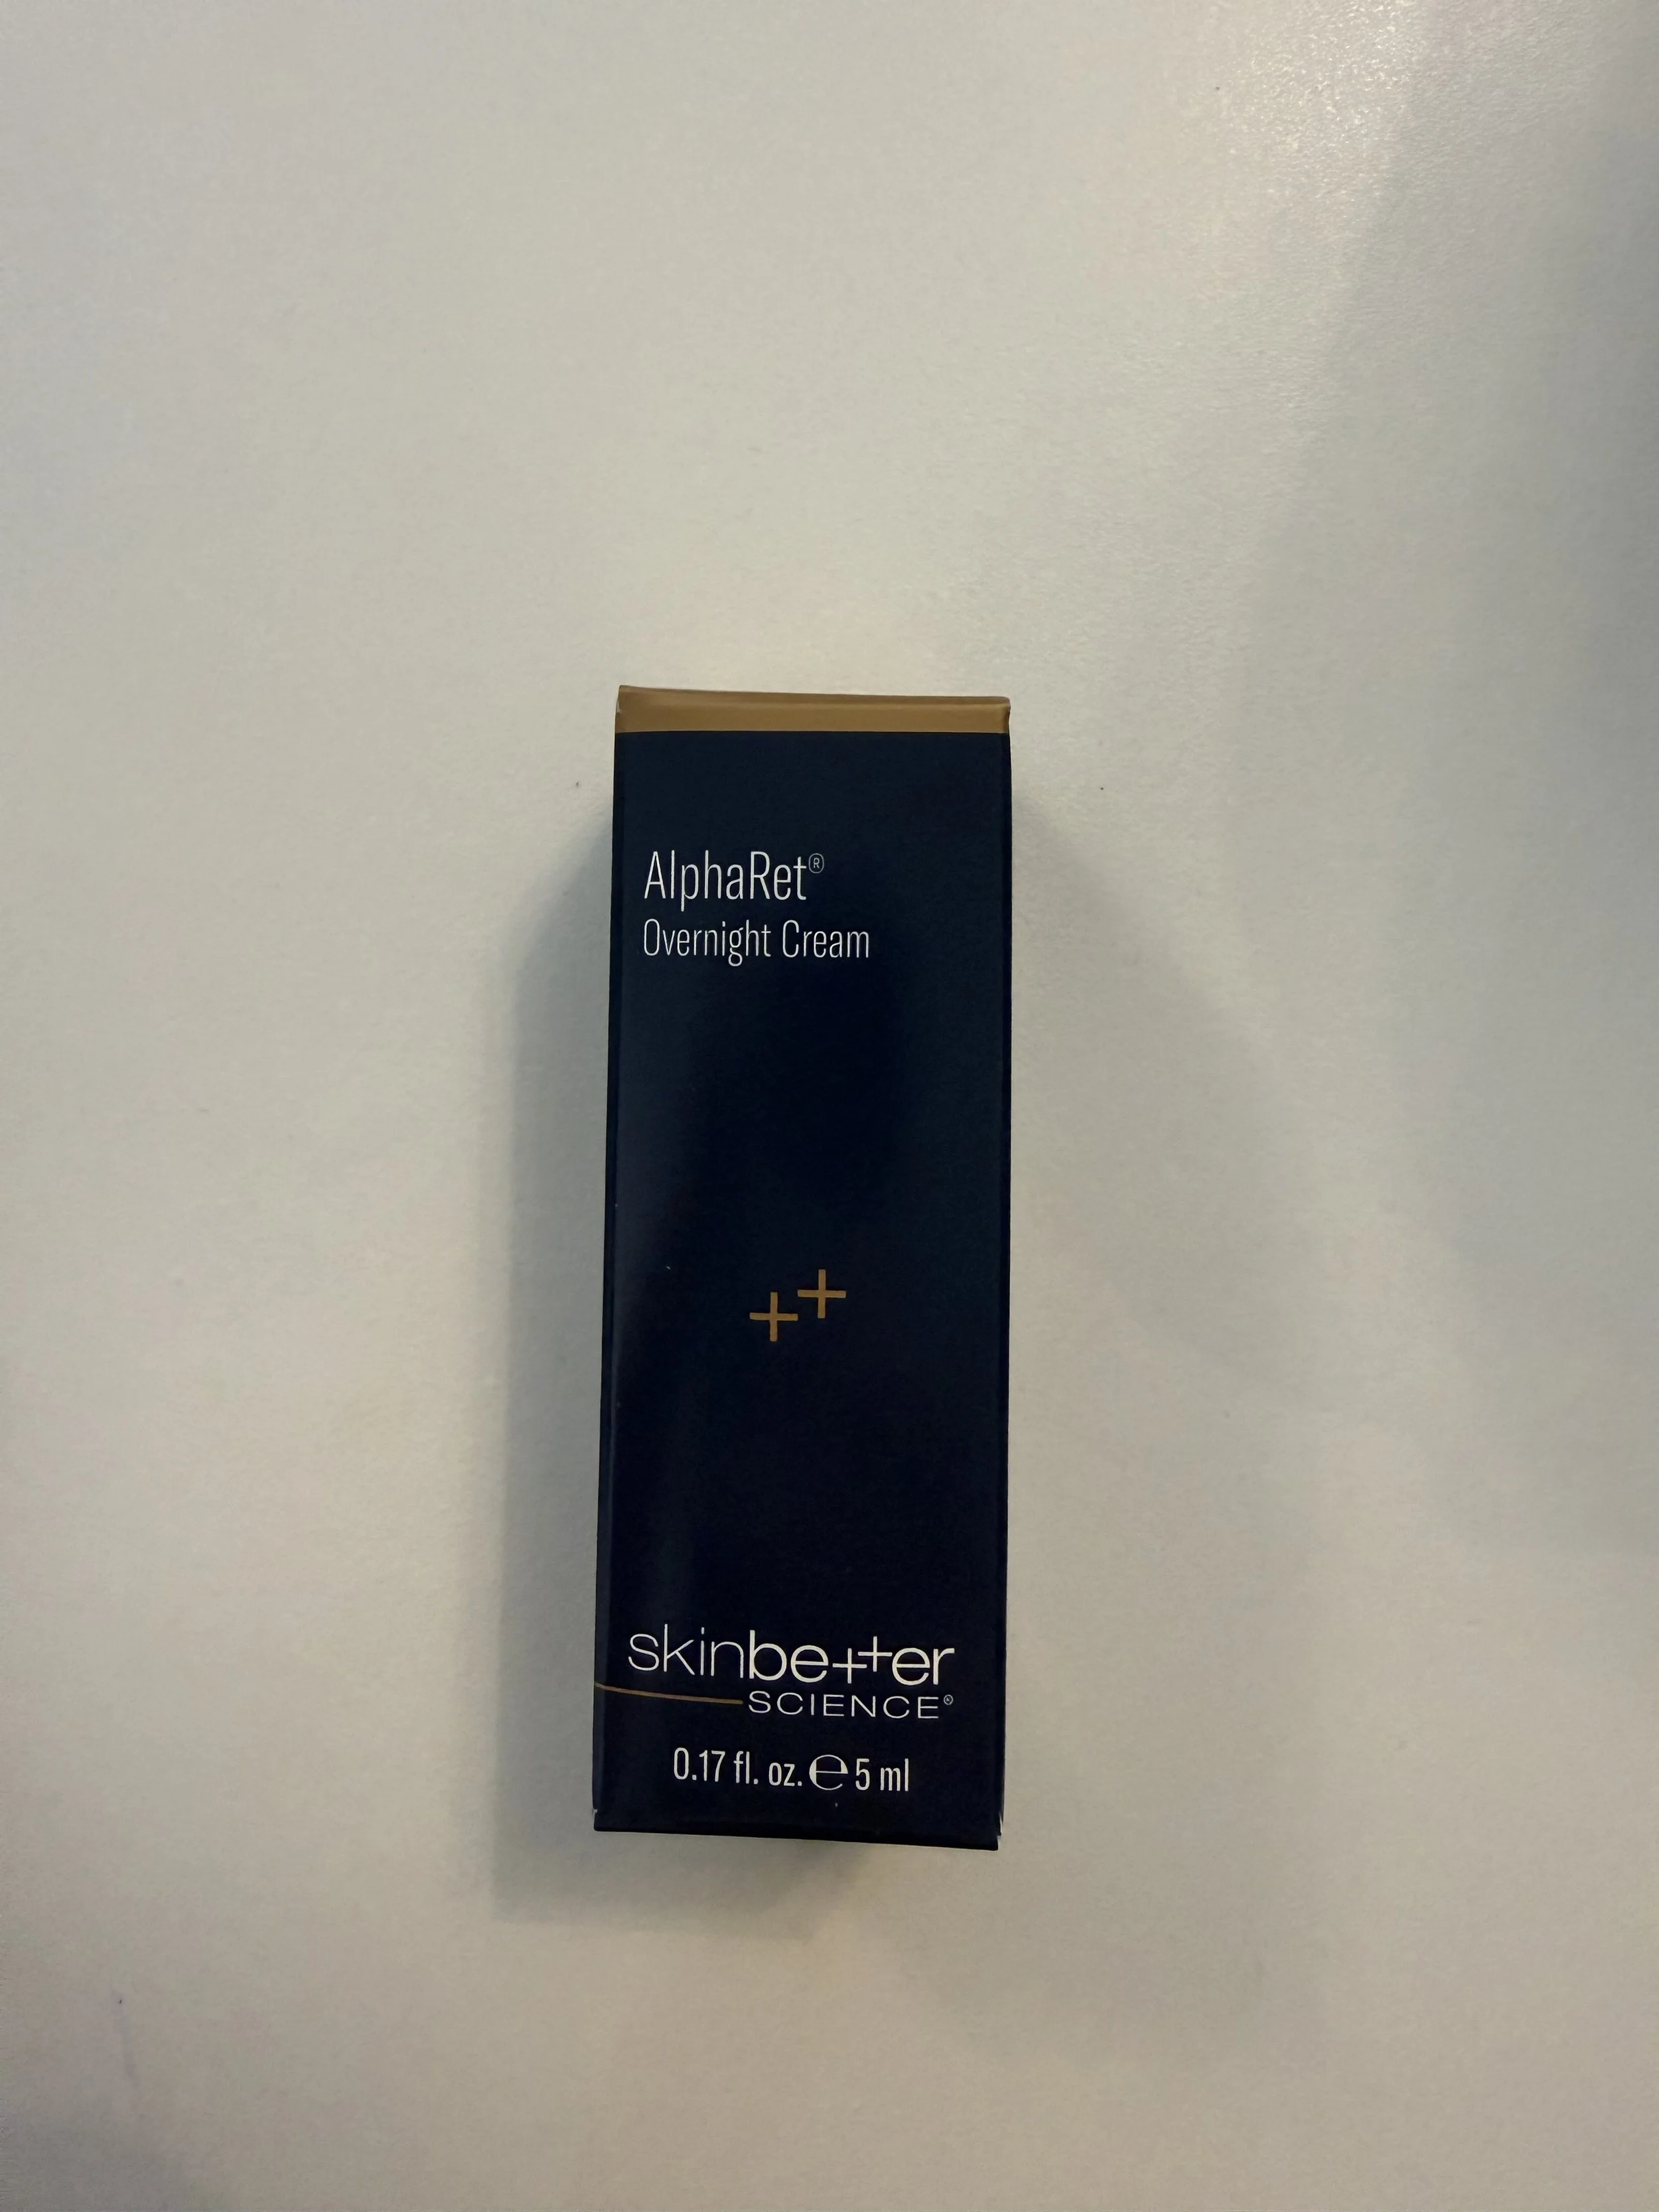 AlphaRet®
Overnight Cream
skinbetter
SCIENCE®
0.17 fl. oz. ℮ 5 ml